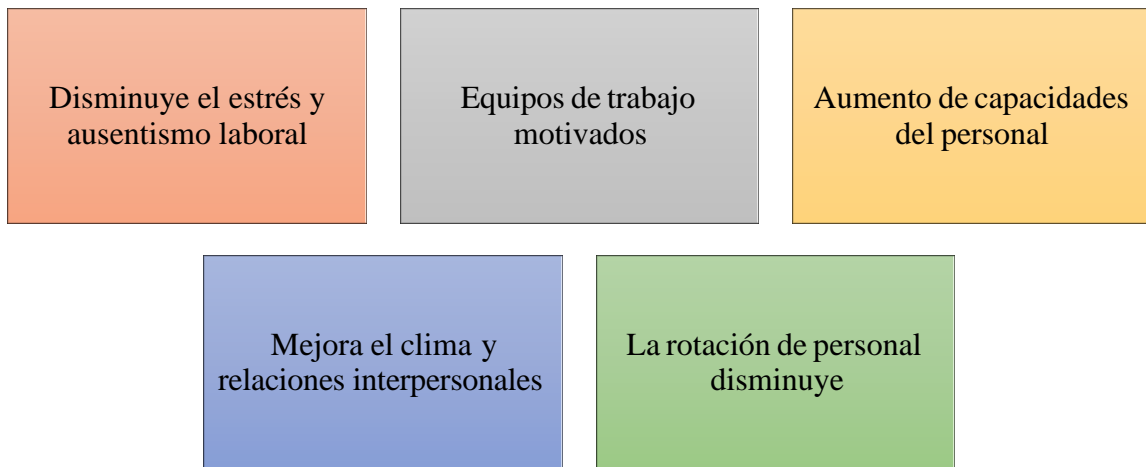 Disminuye el estrés y
ausentismo laboral
Equipos de trabajo
motivados
Aumento de capacidades
del personal
Mejora el clima y
relaciones interpersonales
La rotación de personal
disminuye